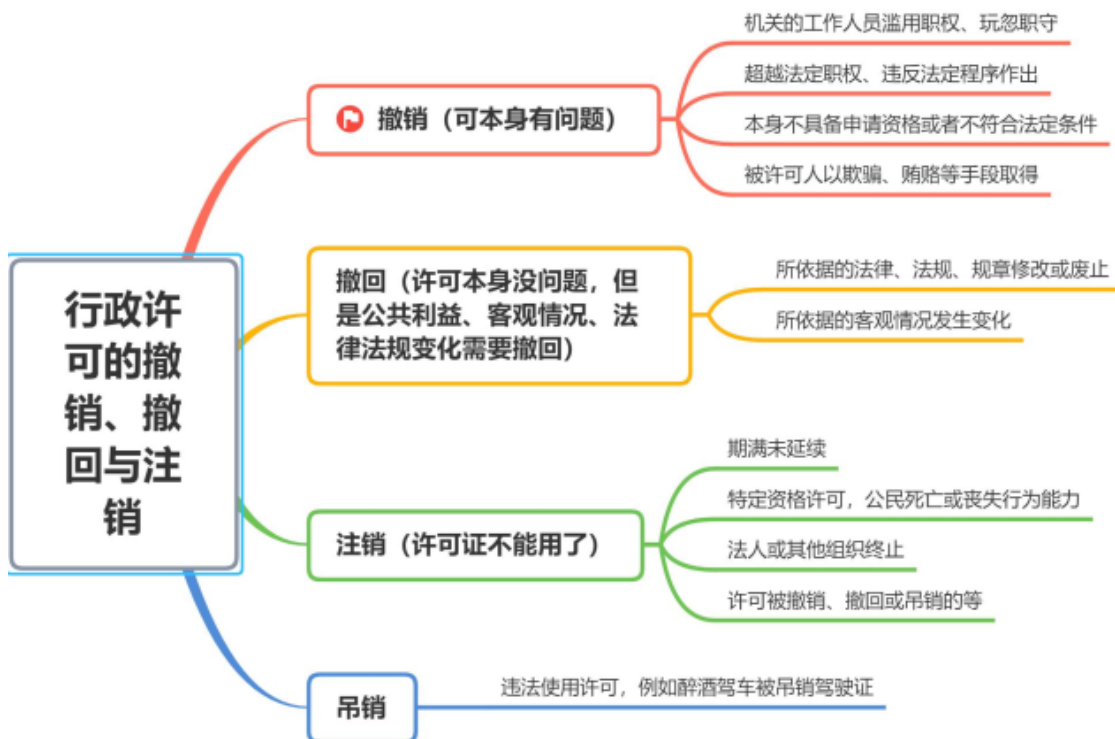 行政许
可的撤
销、撤
回与注
销
撤销（可本身有问题）
机关的工作人员滥用职权、玩忽职守
超越法定职权、违反法定程序作出
本身不具备申请资格或者不符合法定条件
被许可人以欺骗、贿赂等手段取得
撤回（许可本身没问题，但
是公共利益、客观情况、法
律法规变化需要撤回）
所依据的法律、法规、规章修改或废止
所依据的客观情况发生变化
注销（许可证不能用了）
期满未延续
特定资格许可，公民死亡或丧失行为能力
法人或其他组织终止
许可被撤销、撤回或吊销的等
吊销
违法使用许可，例如醉酒驾车被吊销驾驶证